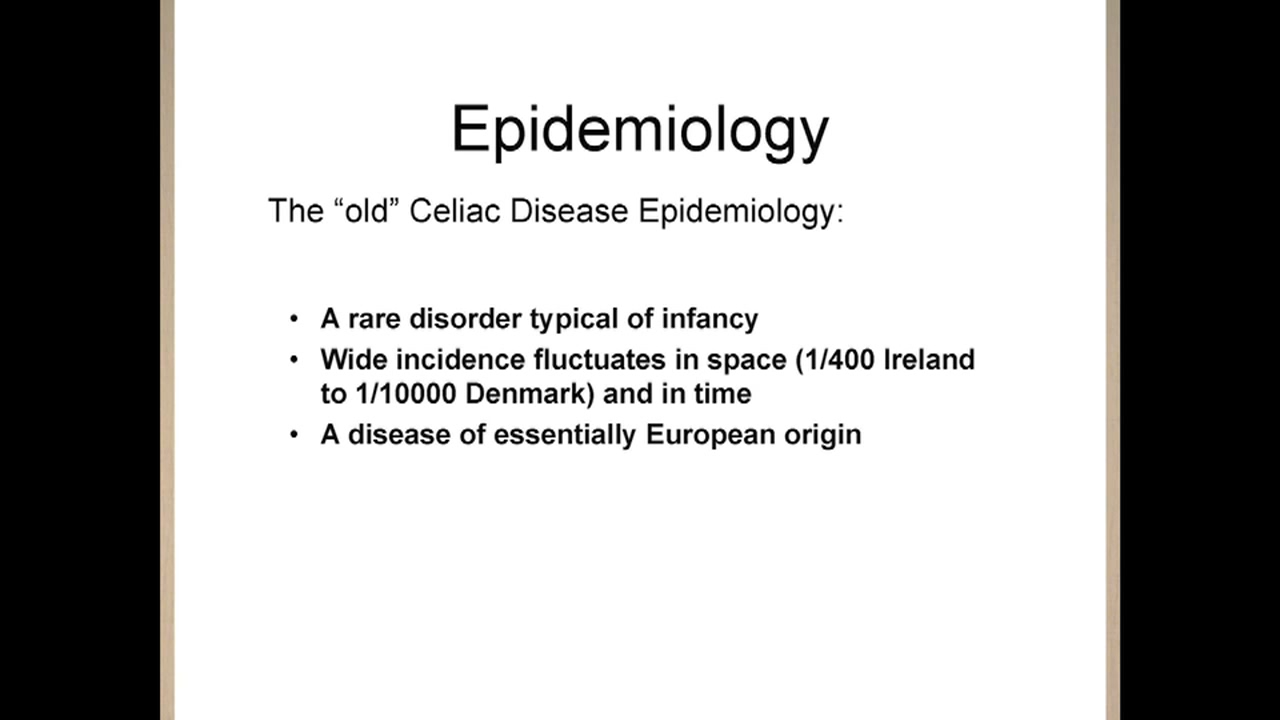 Epidemiology
The “old” Celiac Disease Epidemiology:
• A rare disorder typical of infancy
• Wide incidence fluctuates in space (1/400 Ireland
to 1/10000 Denmark) and in time
• A disease of essentially European origin